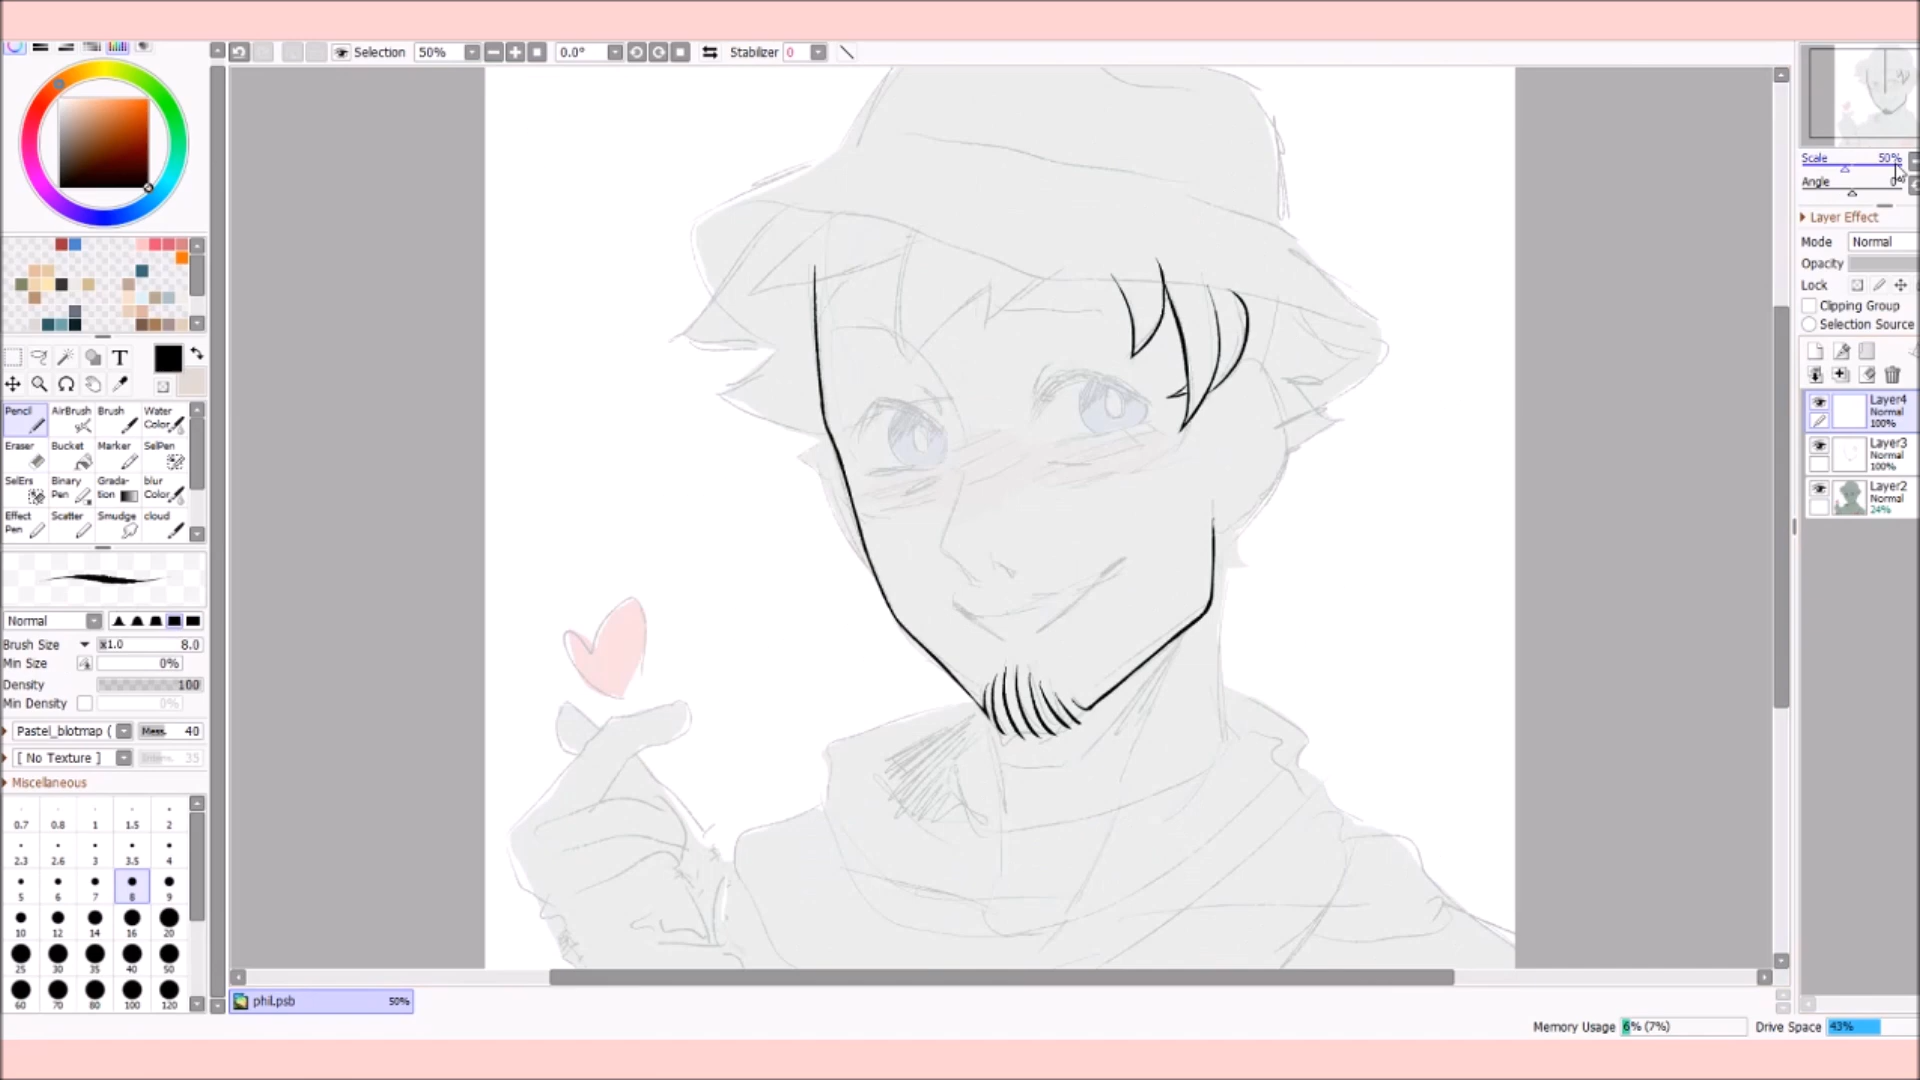 Selection 50% 0.0° Stabilizer 0
Scale 50%
Angle 0°
Layer Effect
Mode Normal
Opacity
Lock
Clipping Group
Selection Source
Layer4
Normal
100%
Layer3
Normal
100%
Layer2
Normal
24%
T
Pencil AirBrush Brush Water Color
Eraser Bucket Marker SelPen
SelErs Binary Pen Grada-tion blur Color
Effect Pen Scatter Smudge cloud
Normal
Brush Size x1.0 8.0
Min Size 0%
Density 100
Min Density 0%
Pastel_blotmap ( 40
[ No Texture ] 35
Miscellaneous
0.7 0.8 1 1.5 2
2.3 2.6 3 3.5 4
5 6 7 8 9
10 12 14 16 20
25 30 35 40 50
60 70 80 100 120
phil.psb 50%
Memory Usage 6% (7%) Drive Space 43%